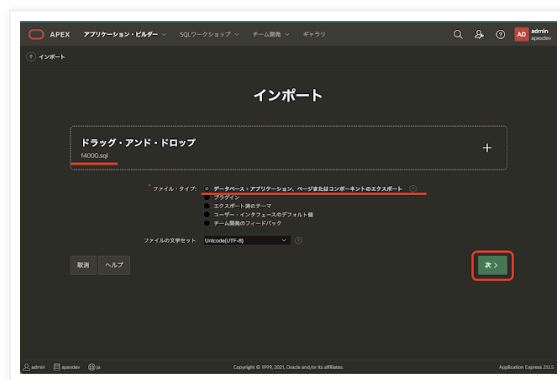 APEX アプリケーション・ビルダー SQLワークショップ チーム開発 ギャラリ AD admin apexdev
インポート
インポート
ドラッグ・アンド・ドロップ
f4000.sql
* ファイル・タイプ: データベース・アプリケーション、ページまたはコンポーネントのエクスポート
プラグイン
エクスポート済のテーマ
ユーザー・インタフェースのデフォルト値
チーム開発のフィードバック
ファイルの文字セット Unicode(UTF-8)
取消 ヘルプ 次 >
admin apexdev ja Copyright © 1999, 2021, Oracle and/or its affiliates. Application Express